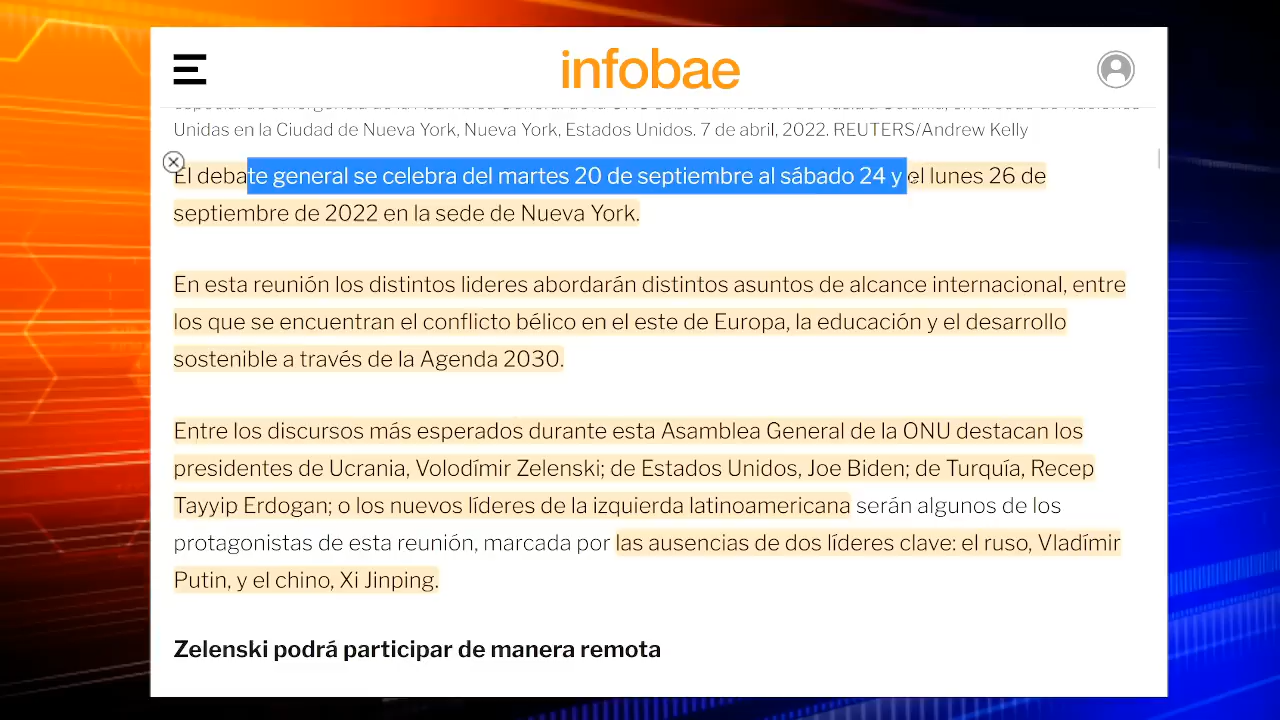 infobae
Unidas en la Ciudad de Nueva York, Nueva York, Estados Unidos. 7 de abril, 2022. REUTERS/Andrew Kelly
El debate general se celebra del martes 20 de septiembre al sábado 24 y el lunes 26 de
septiembre de 2022 en la sede de Nueva York.
En esta reunión los distintos lideres abordarán distintos asuntos de alcance internacional, entre
los que se encuentran el conflicto bélico en el este de Europa, la educación y el desarrollo
sostenible a través de la Agenda 2030.
Entre los discursos más esperados durante esta Asamblea General de la ONU destacan los
presidentes de Ucrania, Volodímir Zelenski; de Estados Unidos, Joe Biden; de Turquía, Recep
Tayyip Erdogan; o los nuevos líderes de la izquierda latinoamericana serán algunos de los
protagonistas de esta reunión, marcada por las ausencias de dos líderes clave: el ruso, Vladímir
Putin, y el chino, Xi Jinping.
Zelenski podrá participar de manera remota